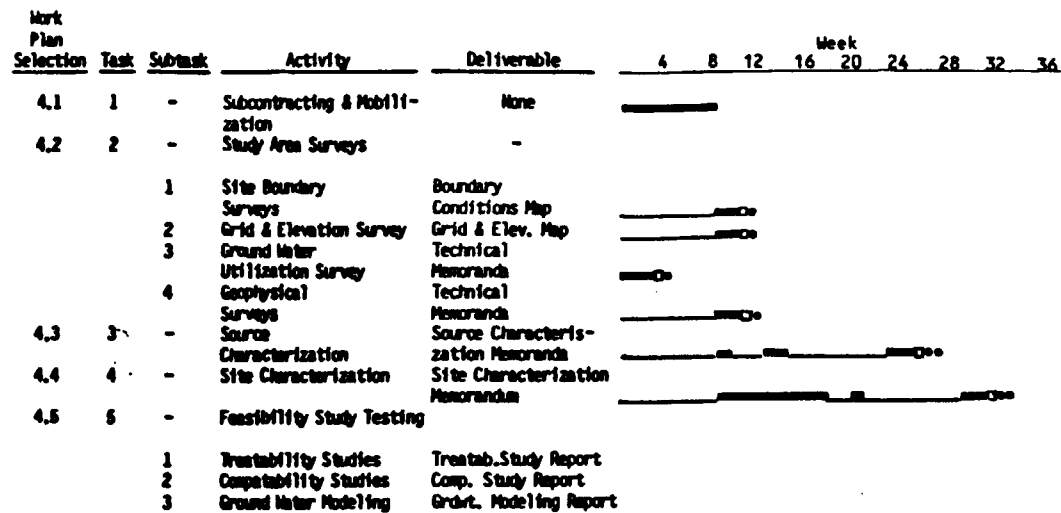 Work
Plan
Selection Task Subtask Activity Deliverable Week
4 8 12 16 20 24 28 32 36
4.1 1 - Subcontracting & Mobili- None
zation
4.2 2 - Study Area Surveys -
1 Site Boundary Boundary
Surveys Conditions Map
2 Grid & Elevation Survey Grid & Elev. Map
3 Ground Water Technical
Utilization Survey Memoranda
4 Geophysical Technical
Surveys Memoranda
4.3 3 - Source Source Characteris-
Characterization zation Memoranda
4.4 4 - Site Characterization Site Characterization
Memorandum
4.5 5 - Feasibility Study Testing
1 Treatability Studies Treatab.Study Report
2 Compatability Studies Comp. Study Report
3 Ground Water Modeling Grdwt. Modeling Report